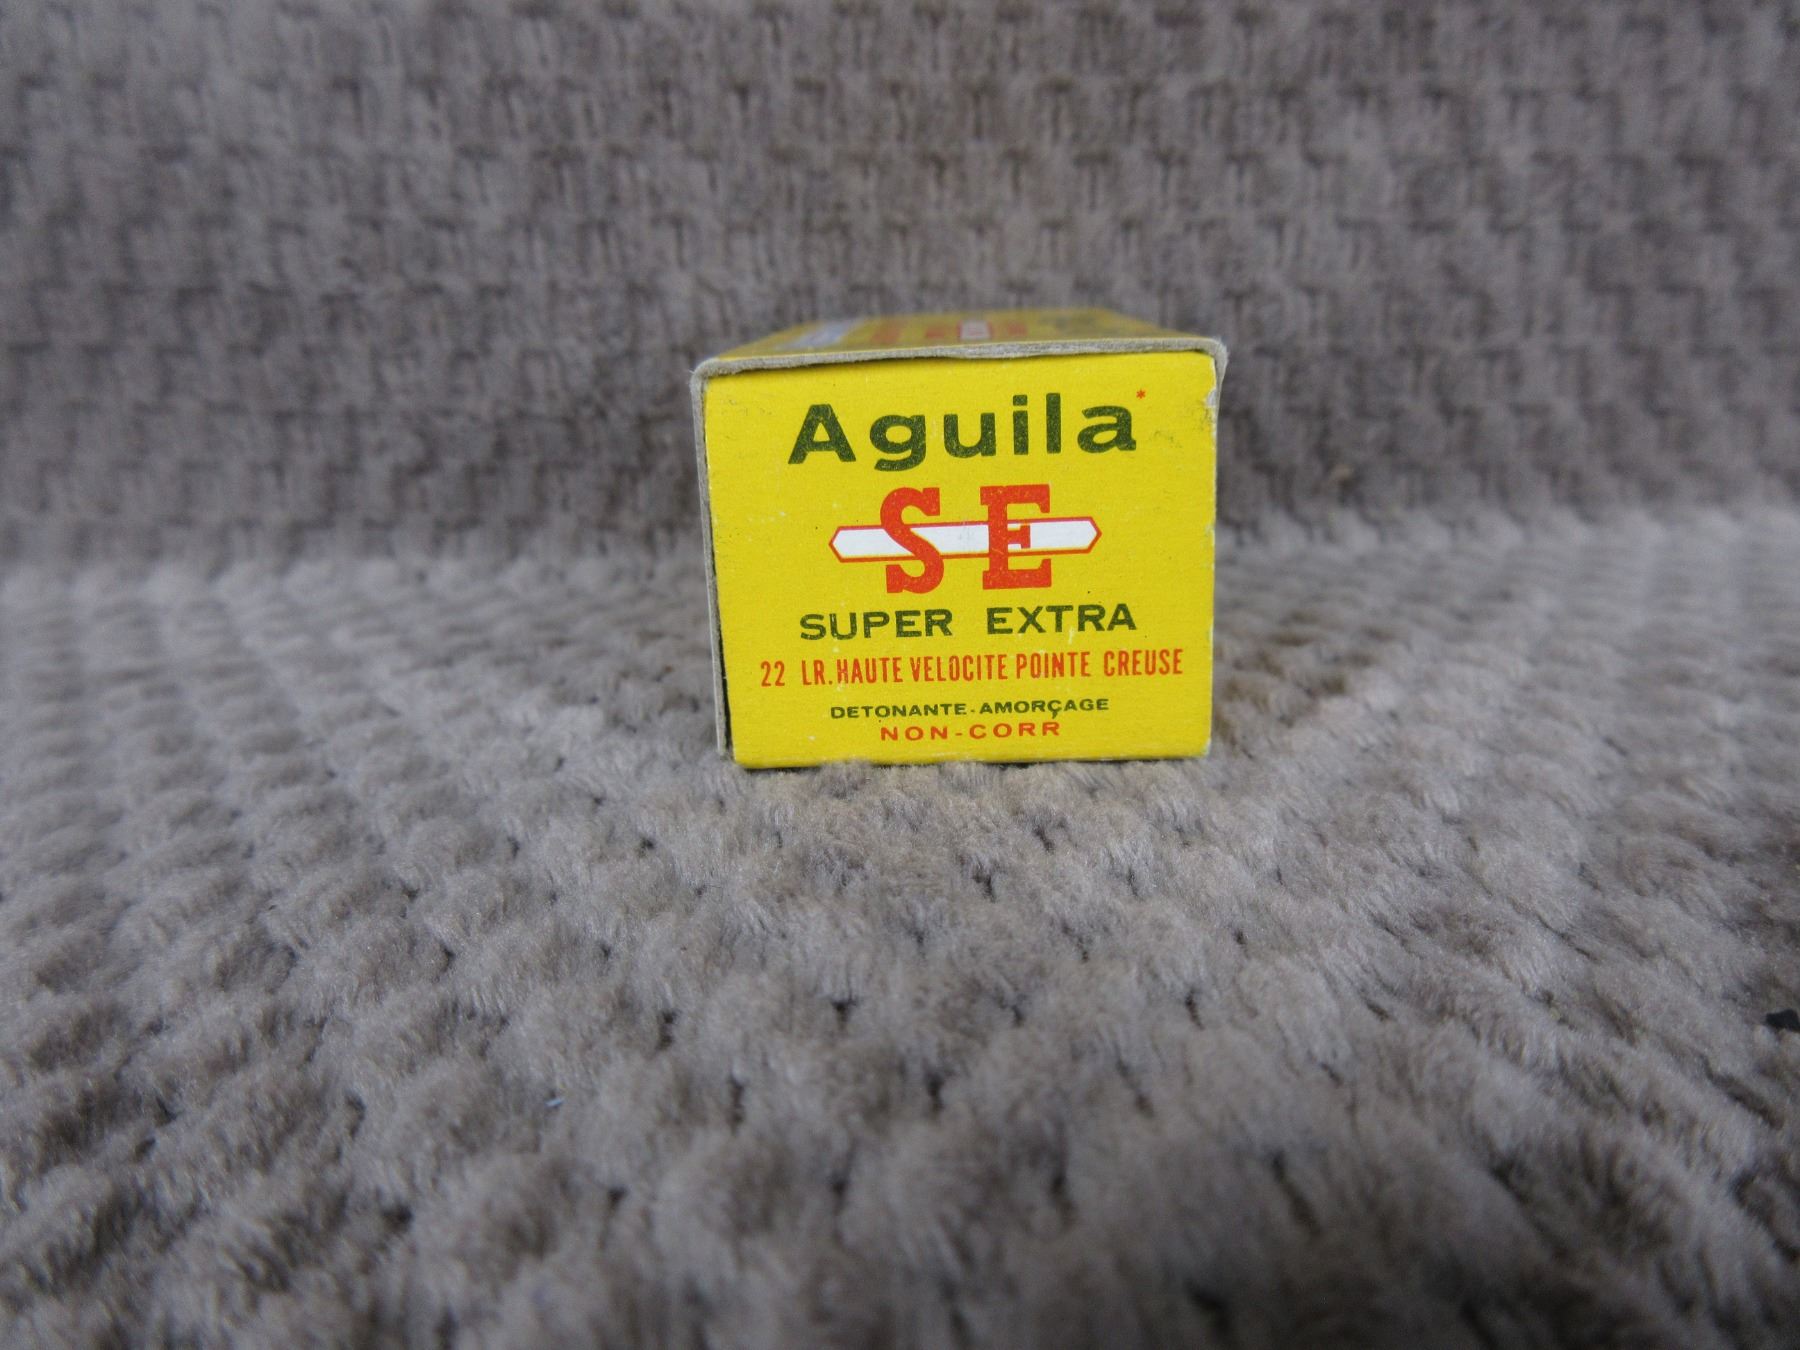 Aguila*
SE
SUPER EXTRA
22 LR. HAUTE VELOCITE POINTE CREUSE
DETONANTE-AMORÇAGE
NON-CORR